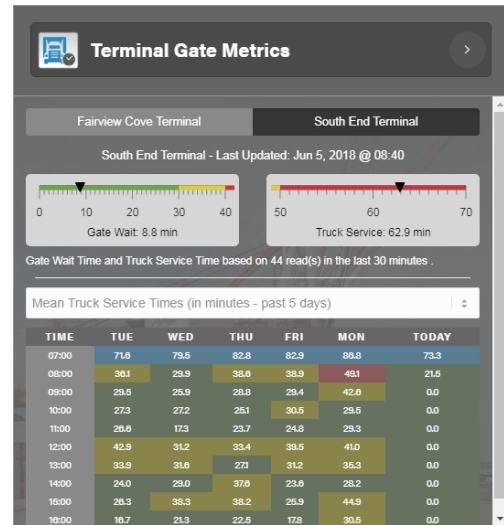 Terminal Gate Metrics
Fairview Cove Terminal South End Terminal
South End Terminal - Last Updated: Jun 5, 2018 @ 08:40
0 10 20 30 40 50 60 70
Gate Wait: 8.8 min Truck Service: 62.9 min
Gate Wait Time and Truck Service Time based on 44 read(s) in the last 30 minutes .
Mean Truck Service Times (in minutes - past 5 days)
TIME TUE WED THU FRI MON TODAY
07:00 71.6 79.5 82.8 82.9 86.8 73.3
08:00 36.1 29.9 38.6 38.9 49.1 21.5
09:00 29.5 25.9 28.8 29.4 42.6 0.0
10:00 27.3 27.2 25.1 30.5 29.5 0.0
11:00 26.6 17.3 23.7 24.8 29.3 0.0
12:00 42.9 31.2 33.4 39.5 41.0 0.0
13:00 33.9 31.6 27.1 31.2 35.3 0.0
14:00 24.0 29.0 37.6 23.6 28.2 0.0
15:00 26.3 38.3 38.2 25.9 44.9 0.0
16:00 16.7 21.3 22.5 17.8 30.5 0.0